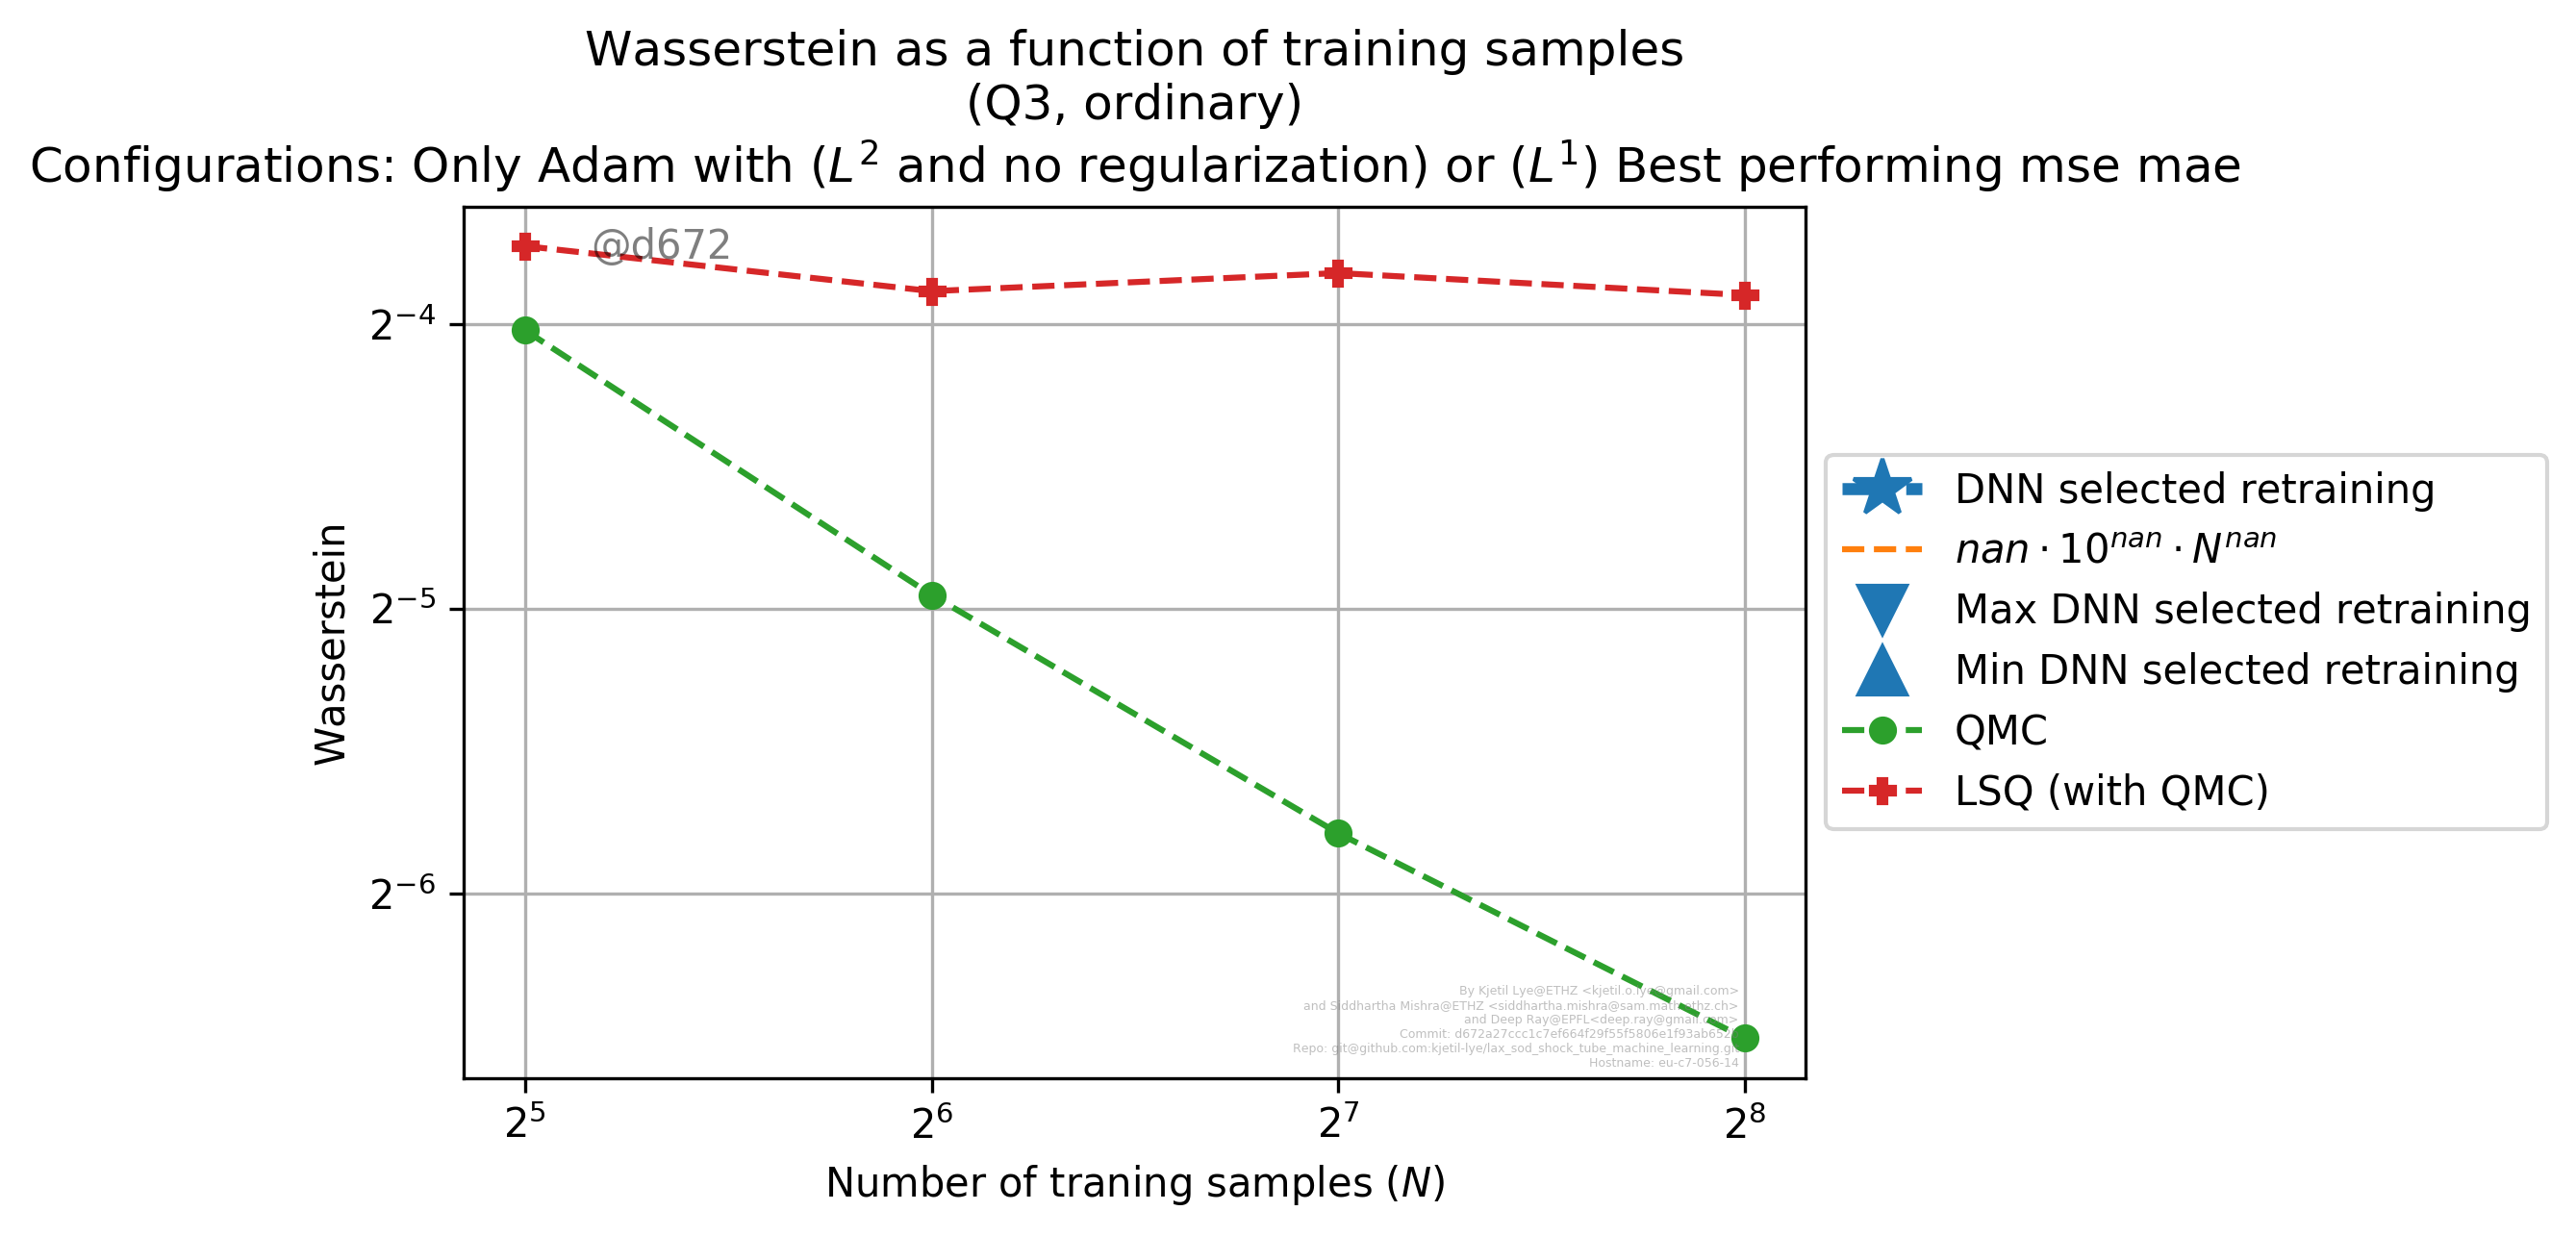 Wasserstein as a function of training samples
(Q3, ordinary)
Configurations: Only Adam with (L² and no regularization) or (L¹) Best performing mse mae
@d672
2⁻⁴
2⁻⁵
2⁻⁶
Wasserstein
By Kjetil Lye@ETHZ <kjetil.o.lye@gmail.com>
and Siddhartha Mishra@ETHZ <siddhartha.mishra@sam.math.ethz.ch>
and Deep Ray@EPFL<deep.ray@gmail.com>
Commit:
Repo: git@github.com:kjetil-lye/lax_sod_shock_tube_machine_learning.git
Hostname: eu-c7-056-14
2⁵ 2⁶ 2⁷ 2⁸
Number of traning samples (N)
DNN selected retraining
nan · 10ⁿᵃⁿ · Nⁿᵃⁿ
Max DNN selected retraining
Min DNN selected retraining
QMC
LSQ (with QMC)